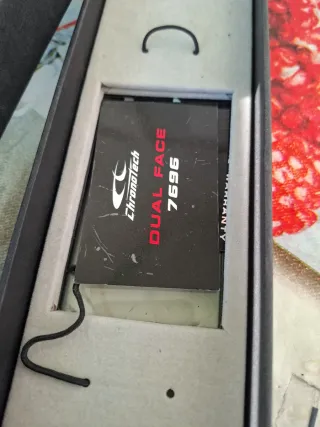 Chronotech
DUAL FACE
7696
WARRANTY